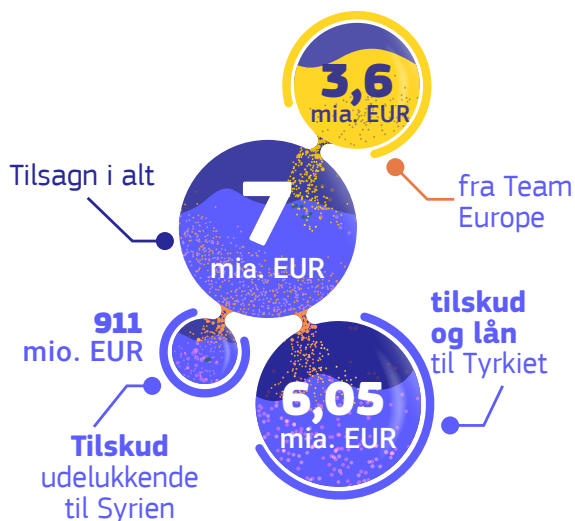 3,6
mia. EUR
fra Team
Europe
Tilsagn i alt
7
mia. EUR
911
mio. EUR
Tilskud
udelukkende
til Syrien
6,05
mia. EUR
tilskud
og lån
til Tyrkiet